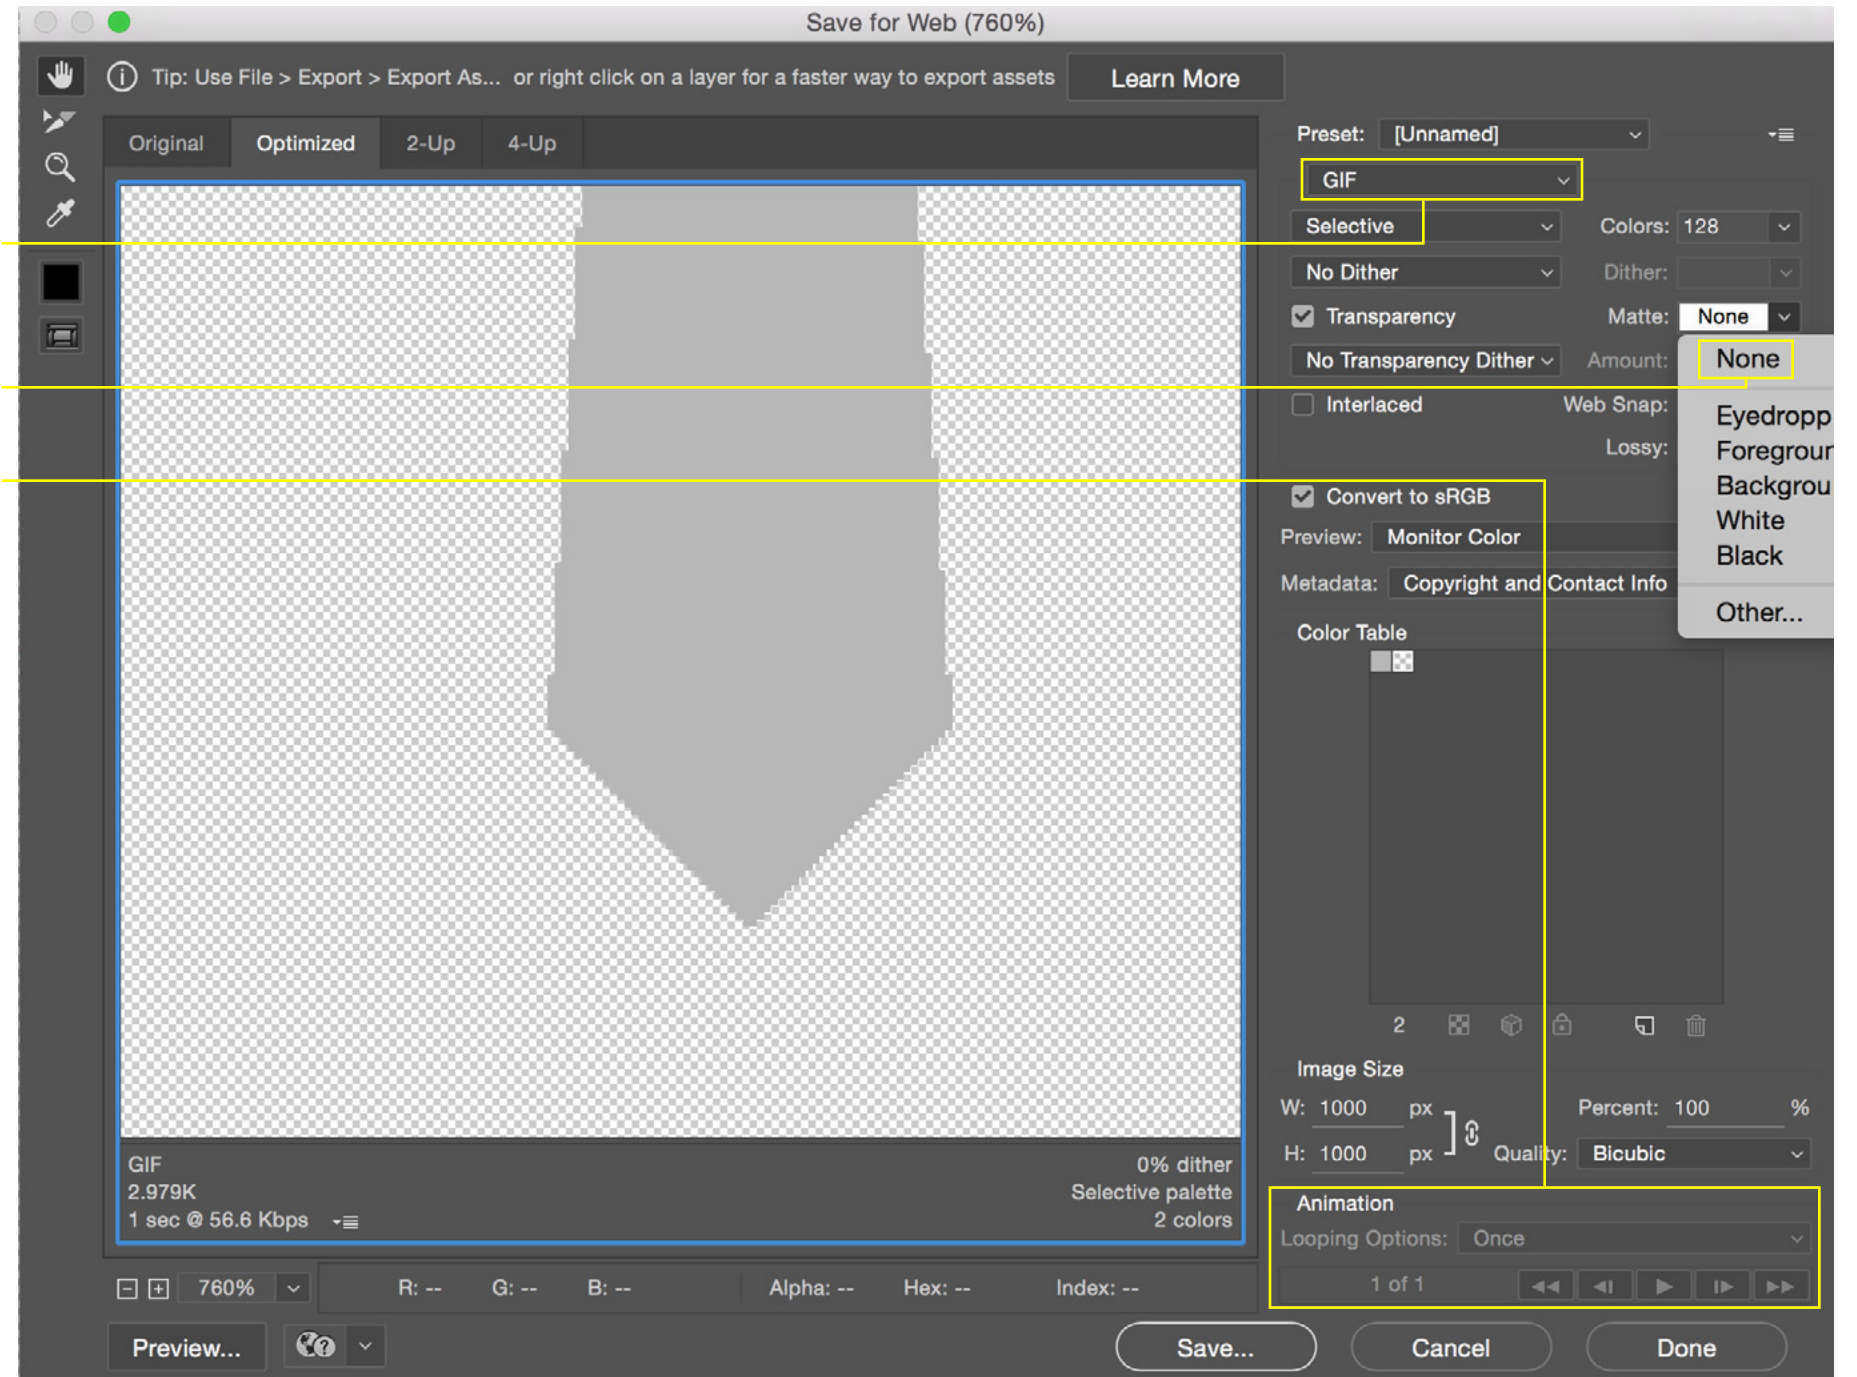 Save for Web (760%)
Tip: Use File > Export > Export As... or right click on a layer for a faster way to export assets
Learn More
Original Optimized 2-Up 4-Up
Preset: [Unnamed]
GIF
Selective Colors: 128
No Dither Dither:
Transparency Matte: None
No Transparency Dither Amount:
None
Interlaced Web Snap:
Eyedropp
Lossy:
Foregroun
Convert to sRGB
Backgrou
White
Preview: Monitor Color
Black
Metadata: Copyright and Contact Info
Other...
Color Table
2
Image Size
W: 1000 px Percent: 100 %
H: 1000 px Quality: Bicubic
GIF 0% dither
2.979K Selective palette
1 sec @ 56.6 Kbps 2 colors
Animation
Looping Options: Once
1 of 1
760% R: -- G: -- B: -- Alpha: -- Hex: -- Index: --
Preview... Save... Cancel Done